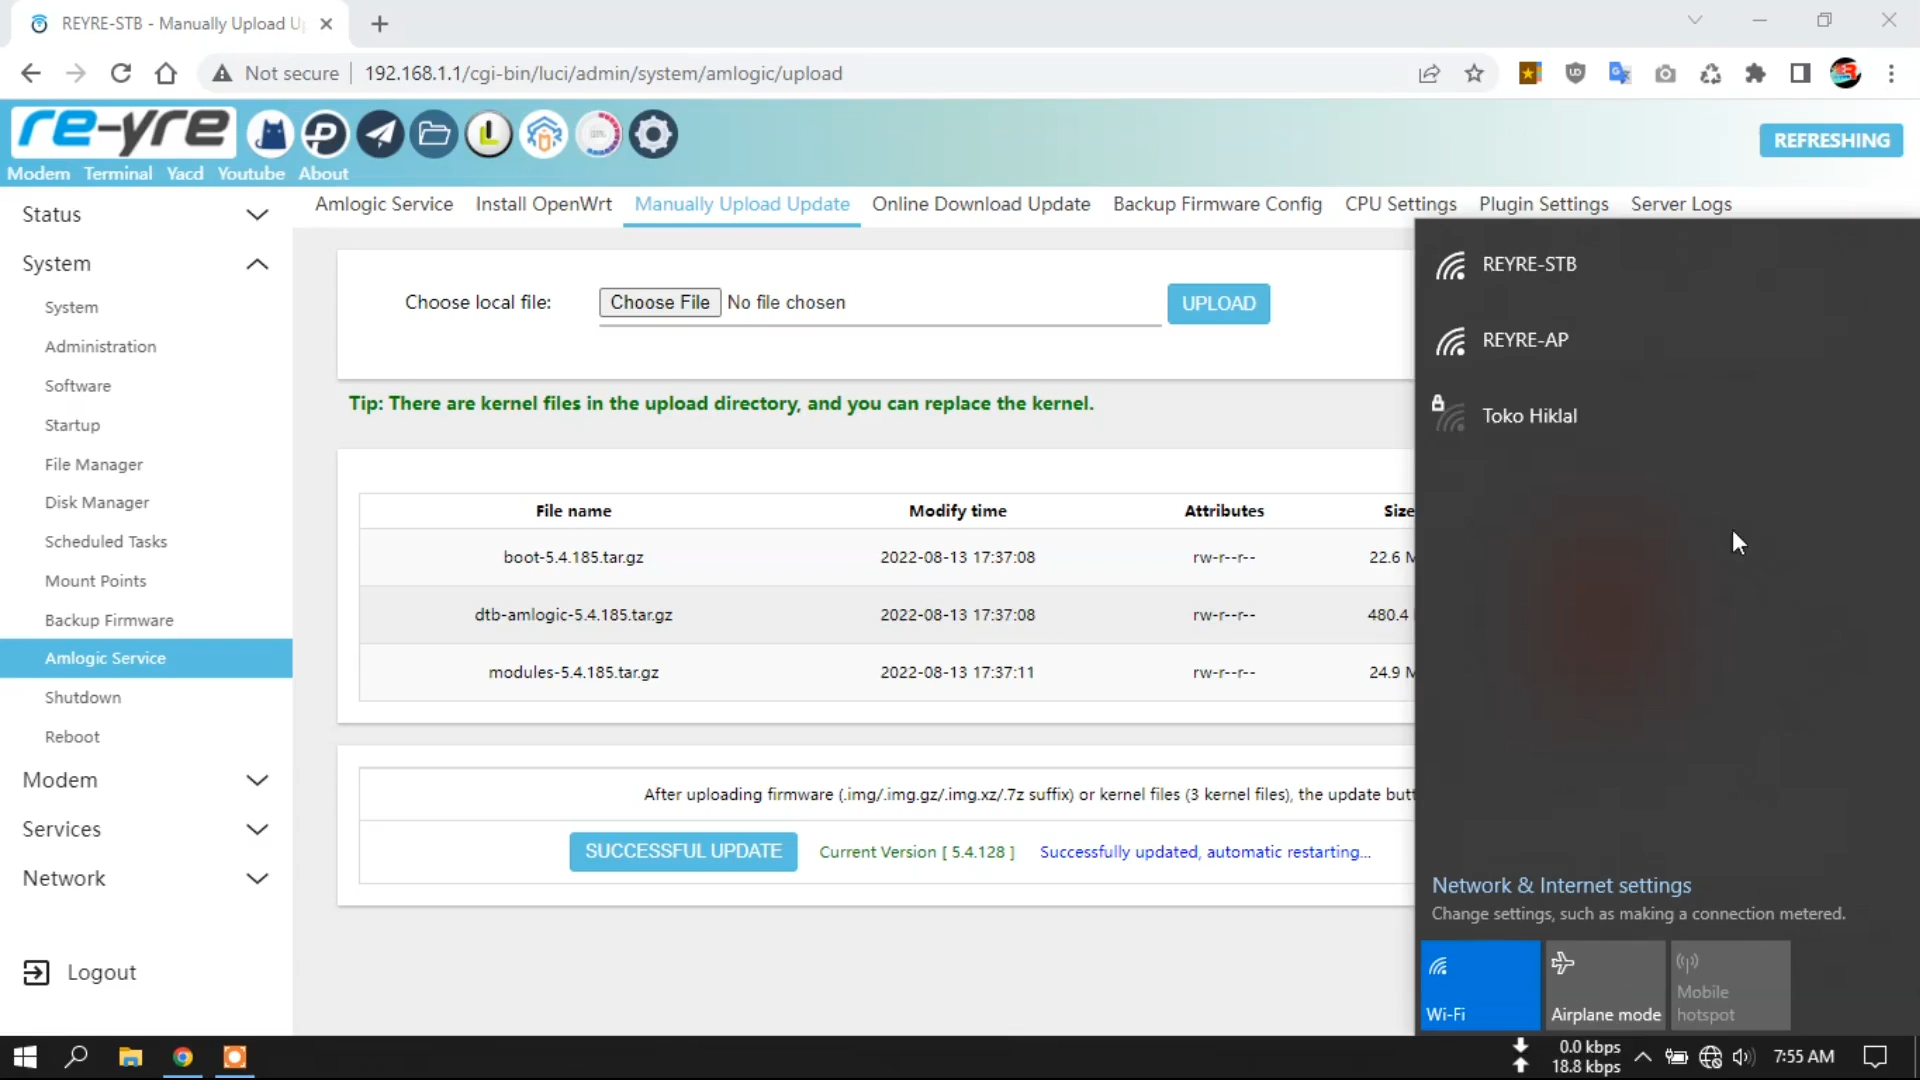 REYRE-STB - Manually Upload U
Not secure
192.168.1.1/cgi-bin/luci/admin/system/amlogic/upload
re-yre
REFRESHING
Modem Terminal Yacd Youtube About
Amlogic Service Install OpenWrt Manually Upload Update Online Download Update Backup Firmware Config CPU Settings Plugin Settings Server Logs
Status
System
System
Administration
Software
Startup
File Manager
Disk Manager
Scheduled Tasks
Mount Points
Backup Firmware
Amlogic Service
Shutdown
Reboot
Modem
Services
Network
Logout
Choose local file: Choose File No file chosen UPLOAD
Tip: There are kernel files in the upload directory, and you can replace the kernel.
File name Modify time Attributes Size
boot-5.4.185.tar.gz 2022-08-13 17:37:08 rw-r--r-- 22.6 M
dtb-amlogic-5.4.185.tar.gz 2022-08-13 17:37:08 rw-r--r-- 480.4
modules-5.4.185.tar.gz 2022-08-13 17:37:11 rw-r--r-- 24.9 M
After uploading firmware (.img/.img.gz/.img.xz/.7z suffix) or kernel files (3 kernel files), the update butt
SUCCESSFUL UPDATE Current Version [ 5.4.128 ] Successfully updated, automatic restarting...
REYRE-STB
REYRE-AP
Toko Hiklal
Network & Internet settings
Change settings, such as making a connection metered.
Wi-Fi
Airplane mode
Mobile
hotspot
0.0 kbps
18.8 kbps
7:55 AM